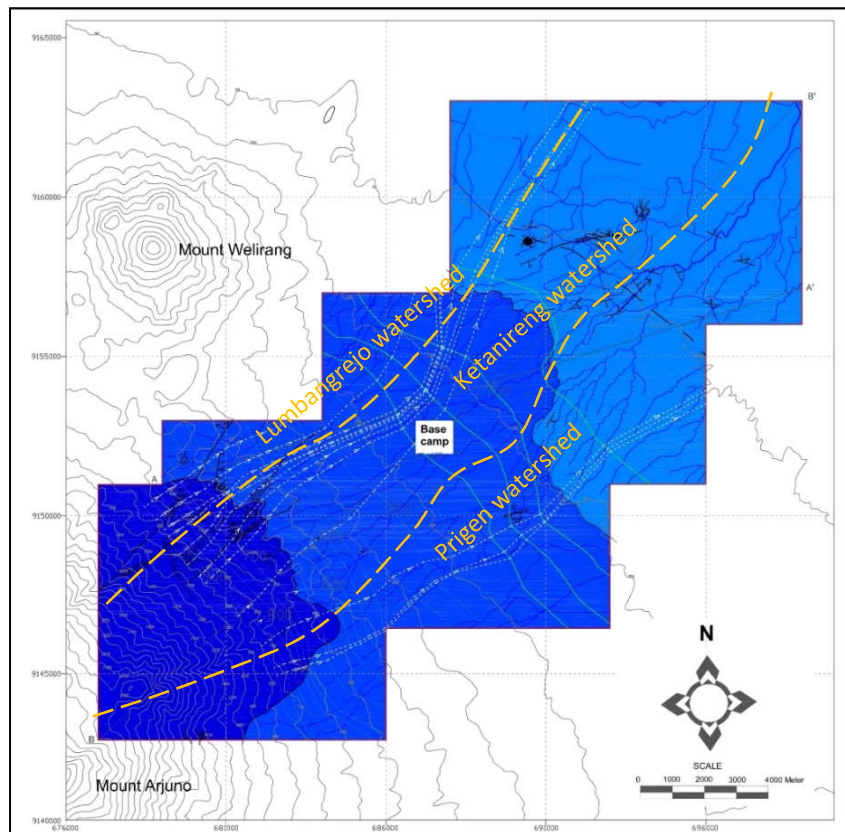 9165000
B'
9160000
Mount Welirang
A'
Lumbangrejo watershed
Ketanireng watershed
9155000
Base
camp
A
Prigen watershed
9150000
N
9145000
B
SCALE
0 1000 2000 3000 4000 Meter
Mount Arjuno
9140000
676000
696000